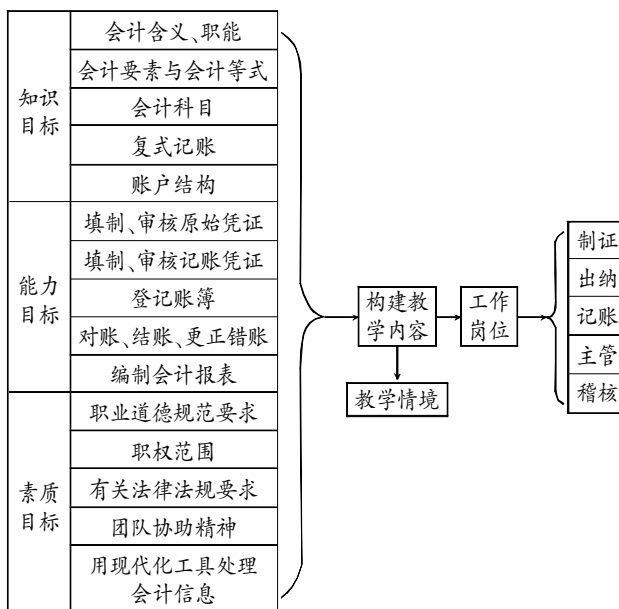 知识
目标
会计含义、职能
会计要素与会计等式
会计科目
复式记账
账户结构
能力
目标
填制、审核原始凭证
填制、审核记账凭证
登记账簿
对账、结账、更正错账
编制会计报表
素质
目标
职业道德规范要求
职权范围
有关法律法规要求
团队协助精神
用现代化工具处理
会计信息
构建教
学内容
教学情境
工作
岗位
制证
出纳
记账
主管
稽核